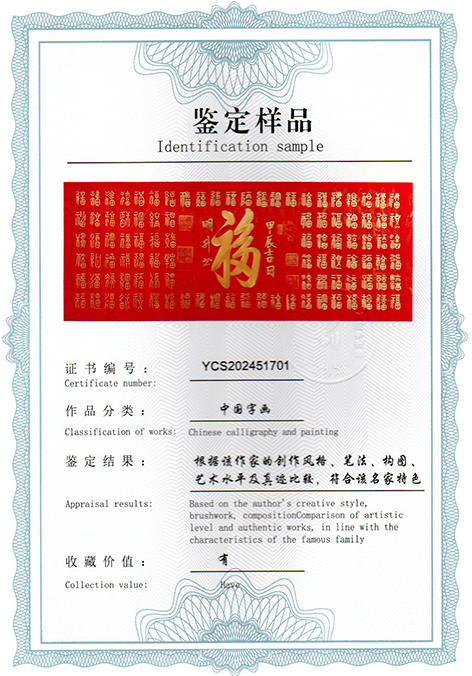 鉴定样品
Identification sample
福
甲辰吉日
证书编号：
YCS202451701
Certificate number:
作品分类：
中国字画
Classification of works:
Chinese calligraphy and painting
鉴定结果：
根据该作家的创作风格、笔法、构图、
艺术水平及真迹比较，符合该名家特色
Appraisal results:
Based on the author's creative style,
brushwork, compositionComparison of artistic
level and authentic works, in line with the
characteristics of the famous family
收藏价值：
有
Collection value:
Have